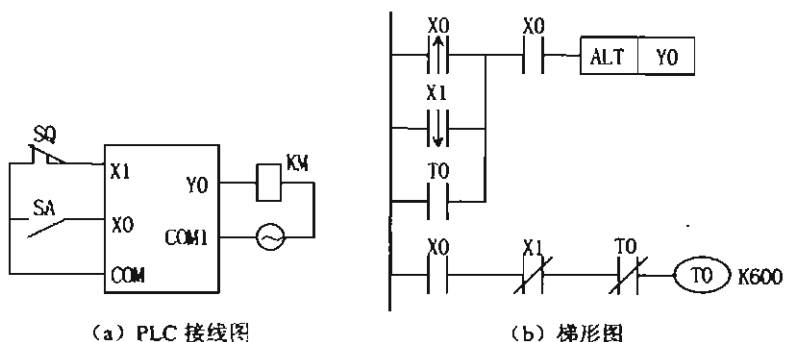 SQ
X1
Y0
KM
SA
X0
COM1
COM
(a) PLC 接线图
X0
X0
ALT Y0
X1
T0
X0
X1
T0
T0
K600
(b) 梯形图